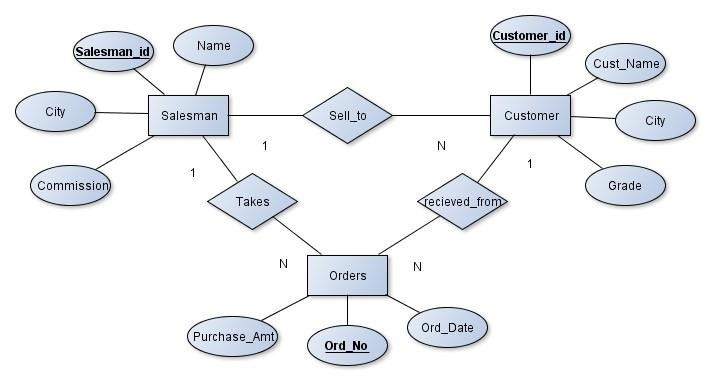 Salesman_id
Name
Customer_id
Cust_Name
City
Salesman
Sell_to
Customer
City
1
N
Commission
1
Takes
recieved_from
1
Grade
N
N
Orders
Purchase_Amt
Ord_No
Ord_Date